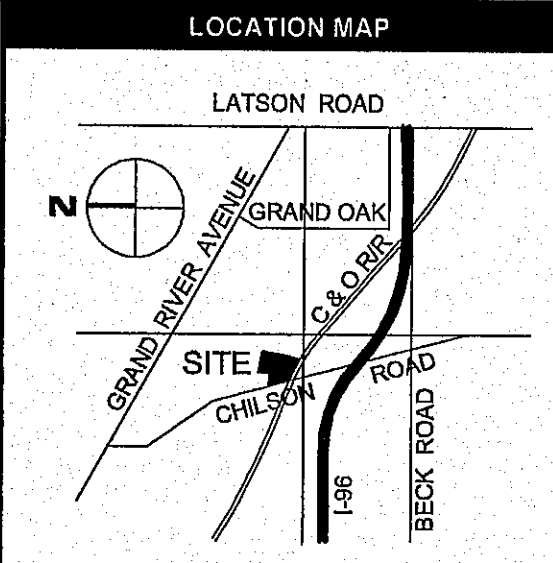 LOCATION MAP
LATSON ROAD
N
GRAND RIVER AVENUE
GRAND OAK
C & O R/R
SITE
CHILSON ROAD
I-96
BECK ROAD